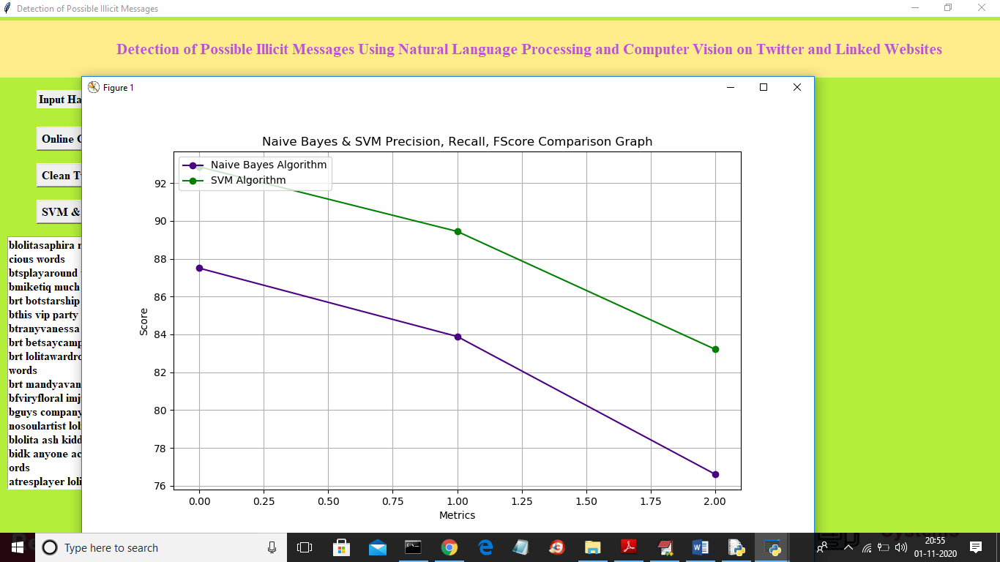 Detection of Possible Illicit Messages
Detection of Possible Illicit Messages Using Natural Language Processing and Computer Vision on Twitter and Linked Websites
Input Ha
Online
Clean T
SVM &
Figure 1
Naive Bayes & SVM Precision, Recall, FScore Comparison Graph
Naive Bayes Algorithm
SVM Algorithm
92
90
88
86
84
82
80
78
76
Score
0.00 0.25 0.50 0.75 1.00 1.25 1.50 1.75 2.00
Metrics
blolitasaphira
cious words
btsplayaround
bmiketiq much
brt botstarship
bthis vip party
btranyvanessa
brt betsaycamp
brt lolitawardro
words
brt mandyavan
bfviryfloral imj
bguys company
nosoulartist loli
blolita ash kidd
bidk anyone ac
ords
atresplayer loli
Type here to search
20:55
01-11-2020